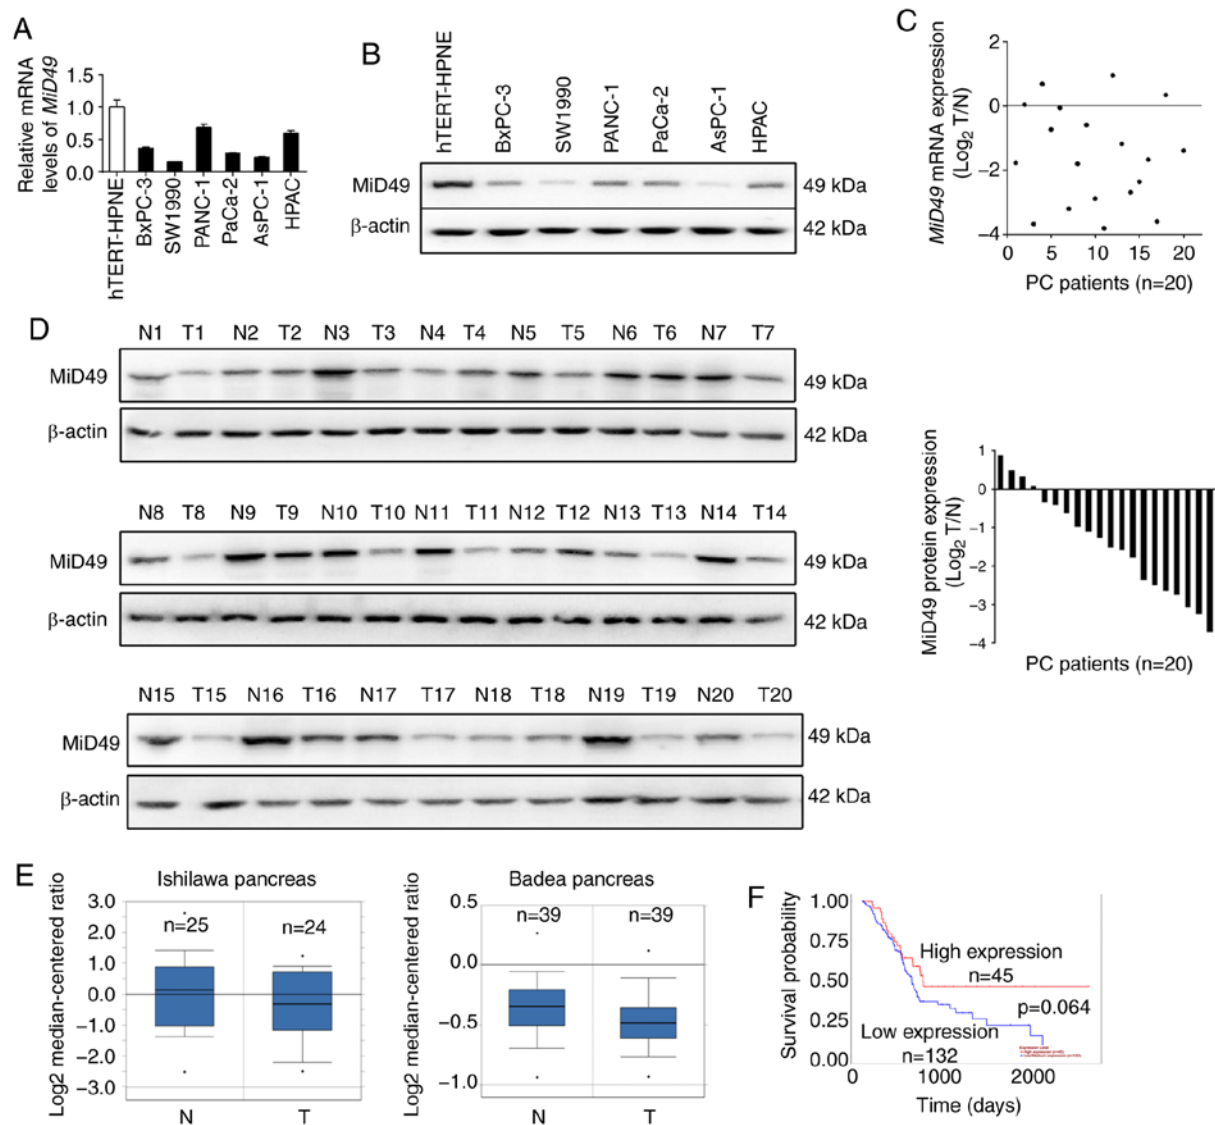 A
Relative mRNA
levels of MiD49
1.5
1.0
0.5
0.0
hTERT-HPNE
BxPC-3
SW1990
PANC-1
PaCa-2
AsPC-1
HPAC
B
hTERT-HPNE
BxPC-3
SW1990
PANC-1
PaCa-2
AsPC-1
HPAC
MiD49
49 kDa
β-actin
42 kDa
C
MiD49 mRNA expression
(Log2 T/N)
2
0
−2
−4
0 5 10 15 20
PC patients (n=20)
D
N1 T1 N2 T2 N3 T3 N4 T4 N5 T5 N6 T6 N7 T7
MiD49
49 kDa
β-actin
42 kDa
N8 T8 N9 T9 N10 T10 N11 T11 N12 T12 N13 T13 N14 T14
MiD49
49 kDa
β-actin
42 kDa
N15 T15 N16 T16 N17 T17 N18 T18 N19 T19 N20 T20
MiD49
49 kDa
β-actin
42 kDa
MiD49 protein expression
(Log2 T/N)
1
0
−1
−2
−3
−4
PC patients (n=20)
E
Ishilawa pancreas
Log2 median-centered ratio
3.0
2.0
1.0
0.0
−1.0
−2.0
−3.0
n=25
n=24
N T
Badea pancreas
Log2 median-centered ratio
0.5
0.0
−0.5
−1.0
n=39
n=39
N T
F
Survival probability
1.00
0.75
0.50
0.25
0.00
High expression
n=45
p=0.064
Low expression
n=132
0 1000 2000
Time (days)